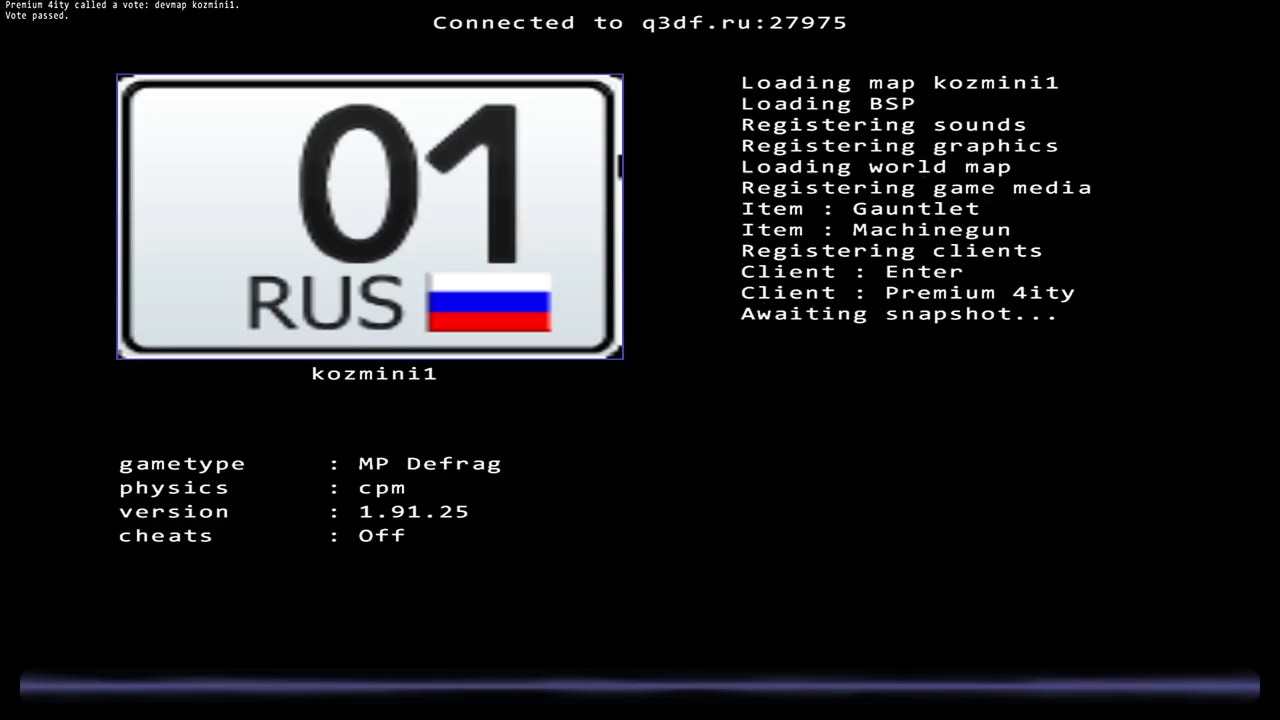 Premium 4ity called a vote: devmap kozmini1.
Vote passed.
Connected to q3df.ru:27975
01
RUS
kozmini1
Loading map kozmini1
Loading BSP
Registering sounds
Registering graphics
Loading world map
Registering game media
Item : Gauntlet
Item : Machinegun
Registering clients
Client : Enter
Client : Premium 4ity
Awaiting snapshot...
gametype : MP Defrag
physics : cpm
version : 1.91.25
cheats : Off